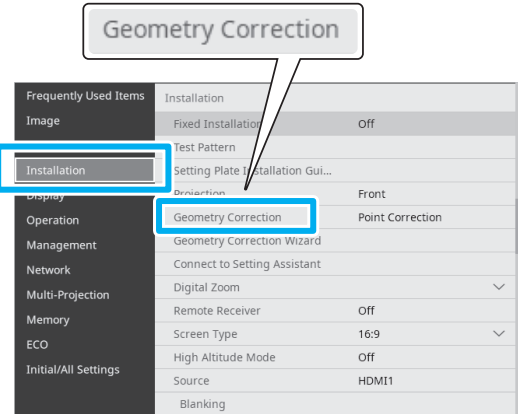 Geometry Correction
Frequently Used Items
Image
Installation
Display
Operation
Management
Network
Multi-Projection
Memory
ECO
Initial/All Settings
Installation
Fixed Installation Off
Test Pattern
Setting Plate Installation Gui...
Projection Front
Geometry Correction Point Correction
Geometry Correction Wizard
Connect to Setting Assistant
Digital Zoom
Remote Receiver Off
Screen Type 16:9
High Altitude Mode Off
Source HDMI1
Blanking